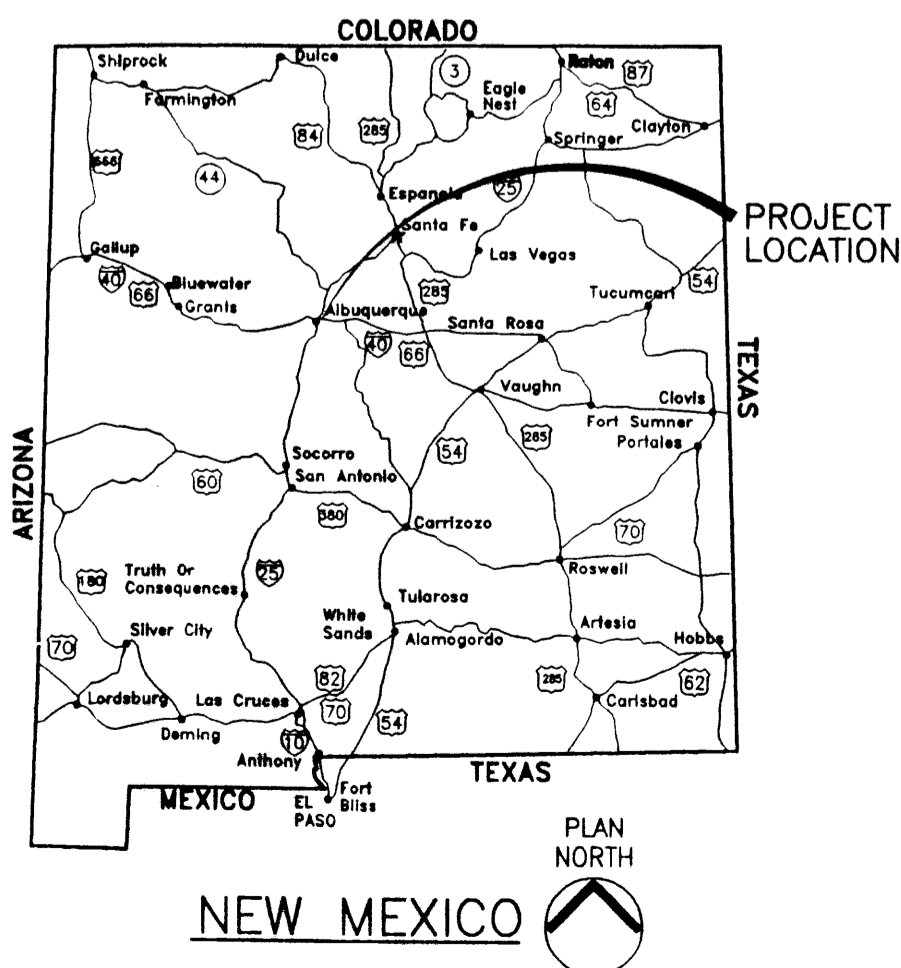 COLORADO
Shiprock
Dulce
Raton
87
3
Eagle
Nest
Farmington
64
84
285
Clayton
Springer
666
44
Espanola
25
Santa Fe
PROJECT
LOCATION
Gallup
Las Vegas
40
Bluewater
66
Grants
285
54
Tucumcari
Albuquerque
Santa Rosa
40
66
TEXAS
Vaughn
Clovis
Fort Sumner
Portales
285
54
ARIZONA
Socorro
San Antonio
60
380
Carrizozo
70
Roswell
25
180
Truth Or
Consequences
Tularosa
White
Sands
Silver City
70
Alamogordo
Artesia
Hobbs
82
285
62
Lordsburg
Las Cruces
70
Carlsbad
54
Deming
10
Anthony
TEXAS
MEXICO
EL
PASO
Fort
Bliss
PLAN
NORTH
NEW MEXICO